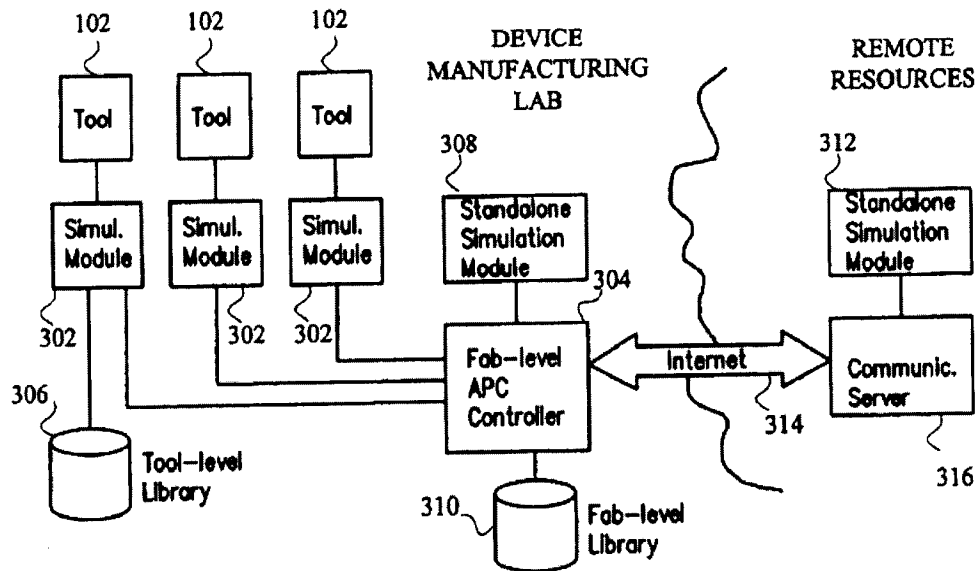 102
102
102
DEVICE
MANUFACTURING
LAB
REMOTE
RESOURCES
Tool
Tool
Tool
308
312
Simul.
Module
Simul.
Module
Simul.
Module
Standalone
Simulation
Module
Standalone
Simulation
Module
302
302
302
304
Fab-level
APC
Controller
Internet
314
Communic.
Server
316
306
Tool-level
Library
310
Fab-level
Library